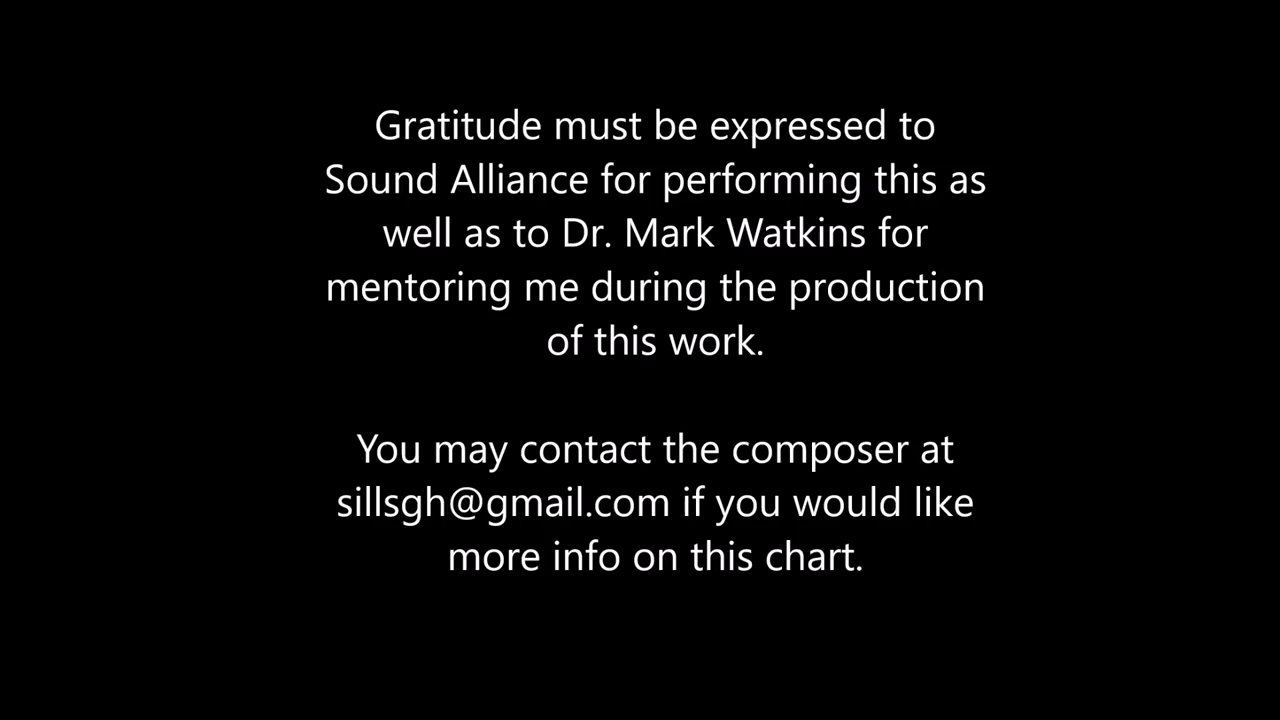 Gratitude must be expressed to
Sound Alliance for performing this as
well as to Dr. Mark Watkins for
mentoring me during the production
of this work.
You may contact the composer at
sillsgh@gmail.com if you would like
more info on this chart.